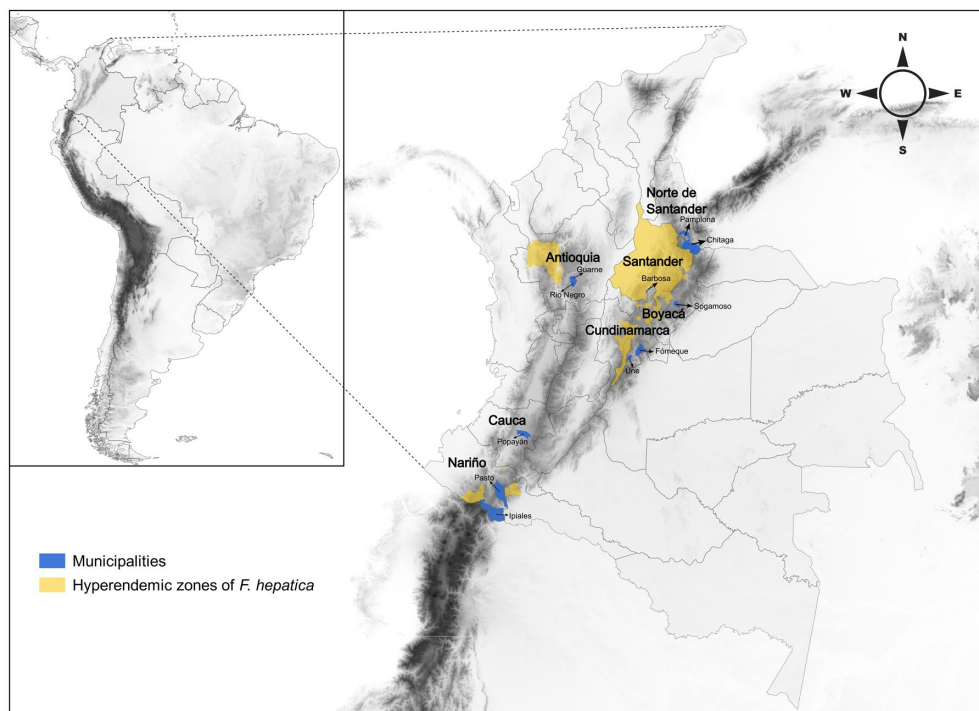 N
W
E
S
Norte de
Santander
Pamplona
Chitaga
Antioquia
Guarne
Rio Negro
Santander
Barbosa
Sogamoso
Boyacá
Cundinamarca
Fómeque
Une
Cauca
Popayán
Nariño
Pasto
Ipiales
Municipalities
Hyperendemic zones of F. hepatica